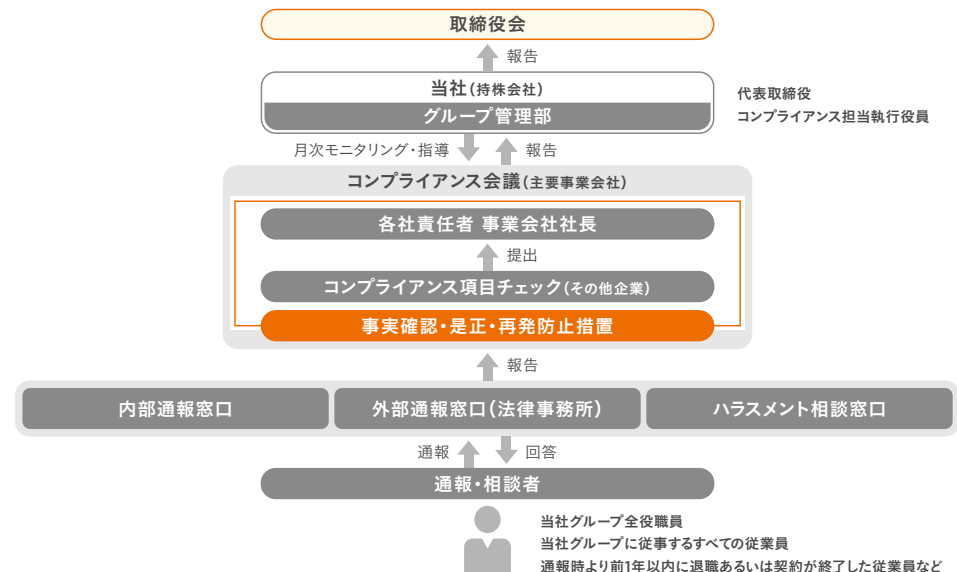 取締役会
報告
当社(持株会社)
グループ管理部
代表取締役
コンプライアンス担当執行役員
月次モニタリング・指導
報告
コンプライアンス会議(主要事業会社)
各社責任者 事業会社社長
提出
コンプライアンス項目チェック(その他企業)
事実確認・是正・再発防止措置
報告
内部通報窓口
外部通報窓口(法律事務所)
ハラスメント相談窓口
通報
回答
通報・相談者
当社グループ全役職員
当社グループに従事するすべての従業員
通報時より前1年以内に退職あるいは契約が終了した従業員など